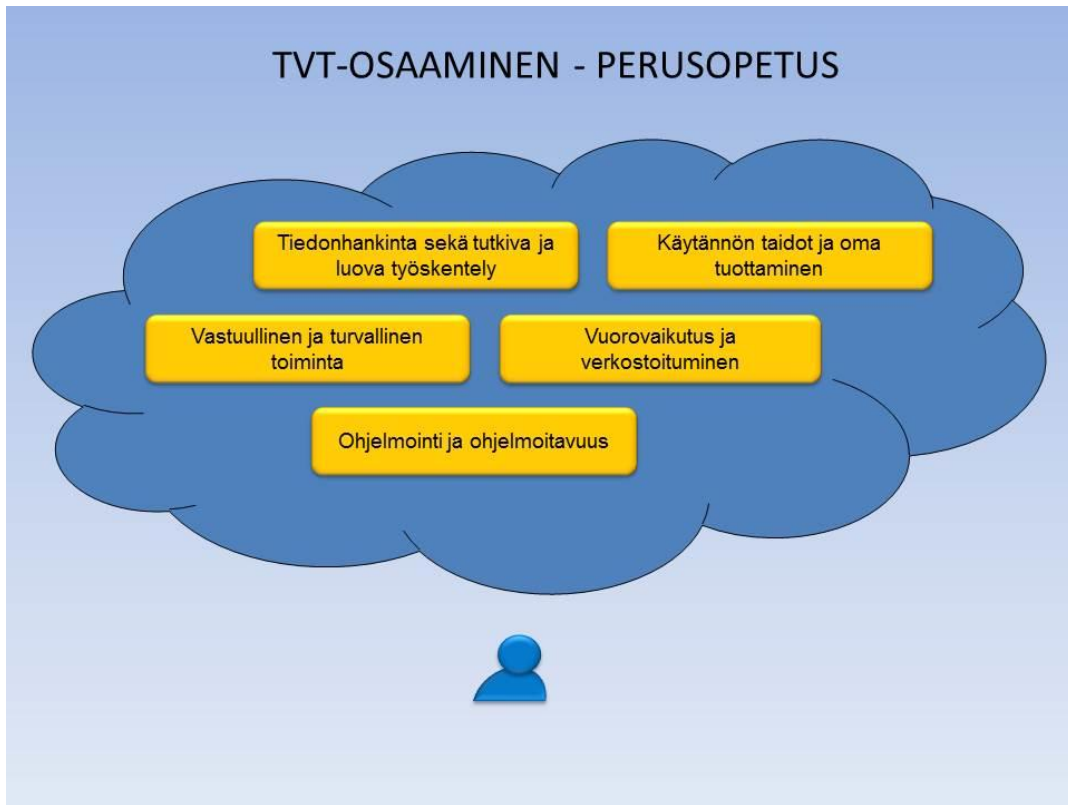 TVT-OSAAMINEN - PERUSOPETUS
Tiedonhankinta sekä tutkiva ja
luova työskentely
Käytännön taidot ja oma
tuottaminen
Vastuullinen ja turvallinen
toiminta
Vuorovaikutus ja
verkostoituminen
Ohjelmointi ja ohjelmoitavuus